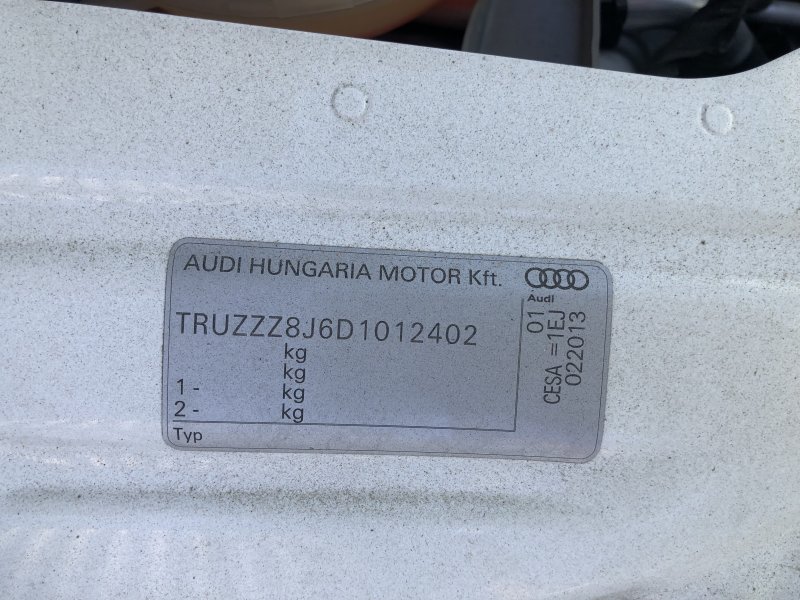 AUDI HUNGARIA MOTOR Kft.
Audi
TRUZZZ8J6D1012402
kg
kg
1 - kg
2 - kg
Typ
01
CESA =1EJ
022013